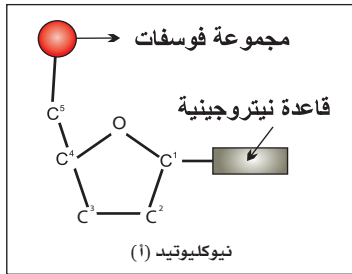 مجموعة فوسفات
قاعدة نيتروجينية
C⁵
O
C⁴
C¹
C³
C²
نيوكليوتيد (أ)